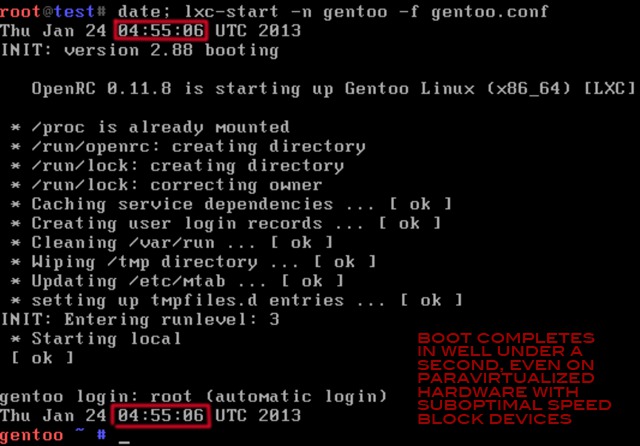 root@test# date; lxc-start -n gentoo -f gentoo.conf
Thu Jan 24 04:55:06 UTC 2013
INIT: version 2.88 booting
OpenRC 0.11.8 is starting up Gentoo Linux (x86_64) [LXC]
* /proc is already mounted
* /run/openrc: creating directory
* /run/lock: creating directory
* /run/lock: correcting owner
* Caching service dependencies ... [ ok ]
* Creating user login records ... [ ok ]
* Cleaning /var/run ... [ ok ]
* Wiping /tmp directory ... [ ok ]
* Updating /etc/mtab ... [ ok ]
* setting up tmpfiles.d entries ... [ ok ]
INIT: Entering runlevel: 3
* Starting local
[ ok ]
BOOT COMPLETES
IN WELL UNDER A
SECOND, EVEN ON
PARAVIRTUALIZED
HARDWARE WITH
SUBOPTIMAL SPEED
BLOCK DEVICES
gentoo login: root (automatic login)
Thu Jan 24 04:55:06 UTC 2013
gentoo ~ # _